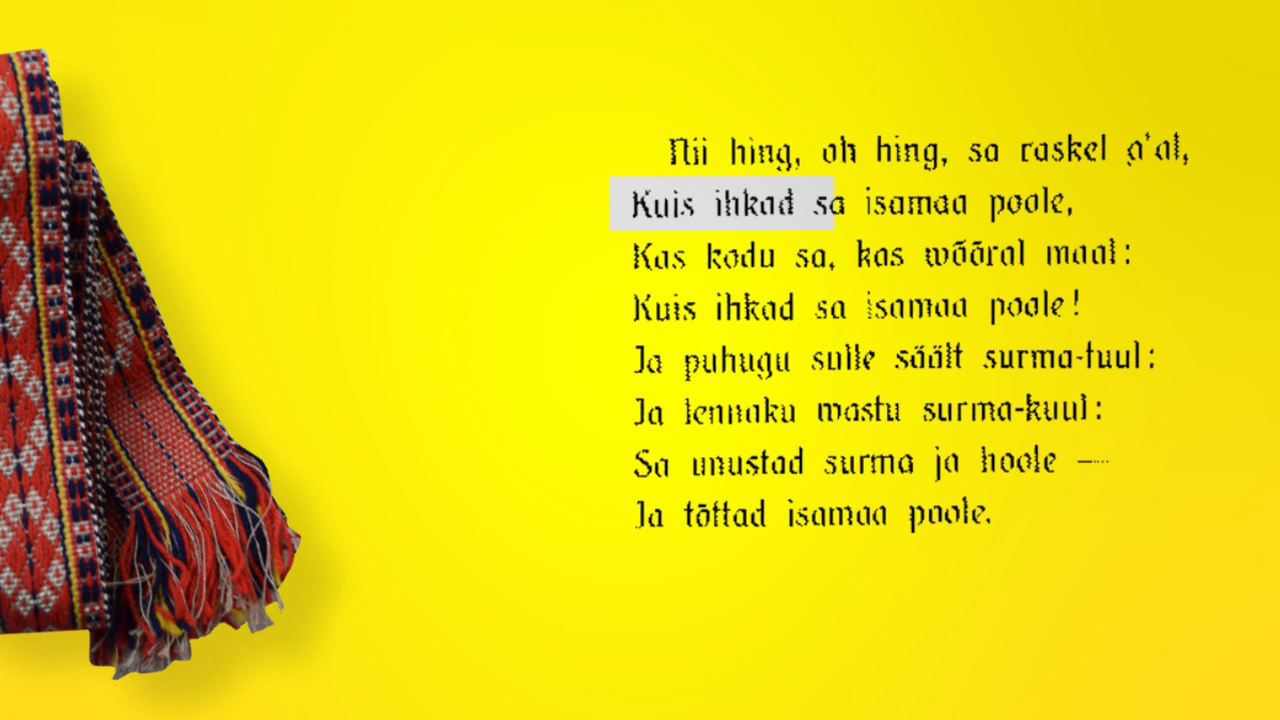 Nii hing, oh hing, sa raskel a'al,
Kuis ihkad sa isamaa poole,
Kas kodu sa, kas wõõral maal:
Kuis ihkad sa isamaa poole!
Ja puhugu sulle säält surma-tuul:
Ja lennaku wastu surma-kuul:
Sa unustad surma ja hoole —
Ja tõttad isamaa poole.